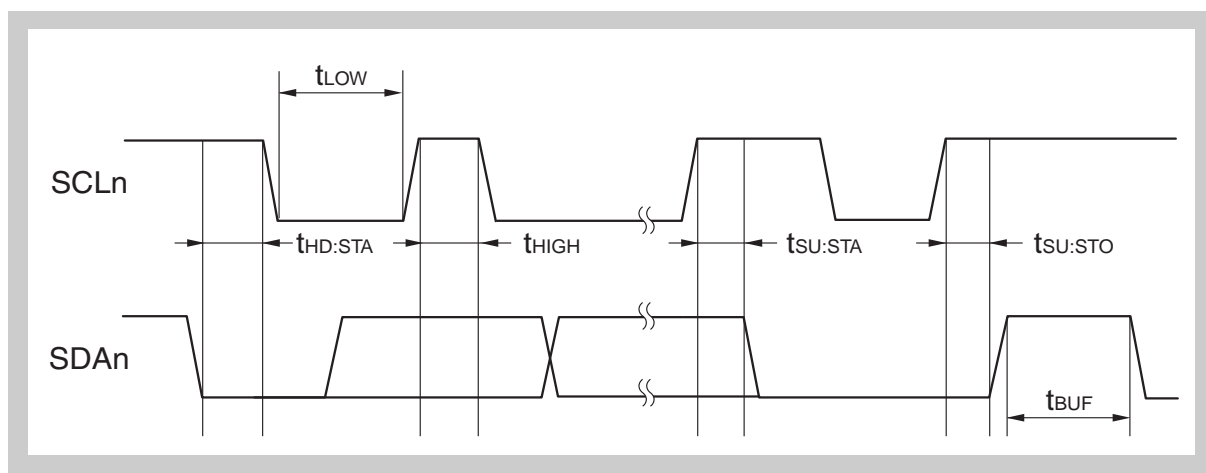 tLOW
SCLn
tHD:STA
tHIGH
tSU:STA
tSU:STO
SDAn
tBUF